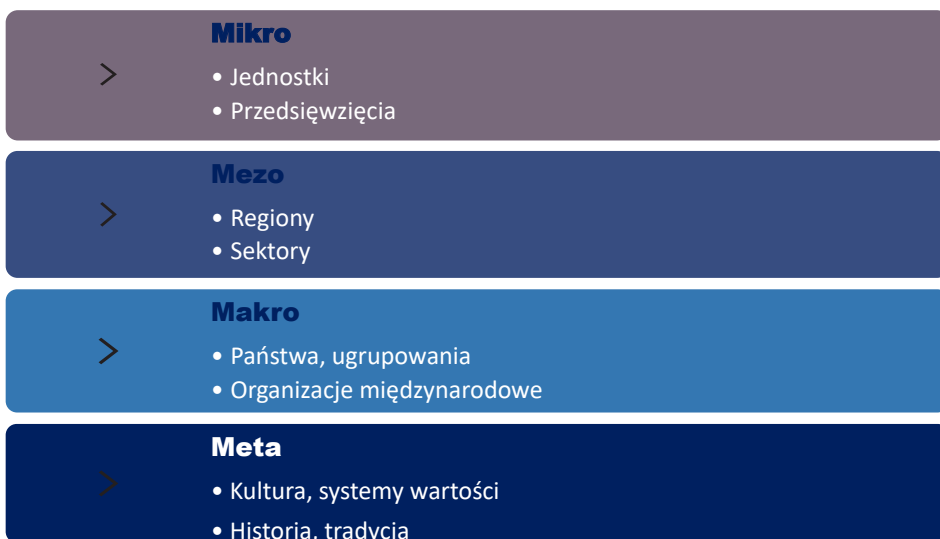 Mikro
• Jednostki
• Przedsięwzięcia
Mezo
• Regiony
• Sektory
Makro
• Państwa, ugrupowania
• Organizacje międzynarodowe
Meta
• Kultura, systemy wartości
• Historia, tradycja